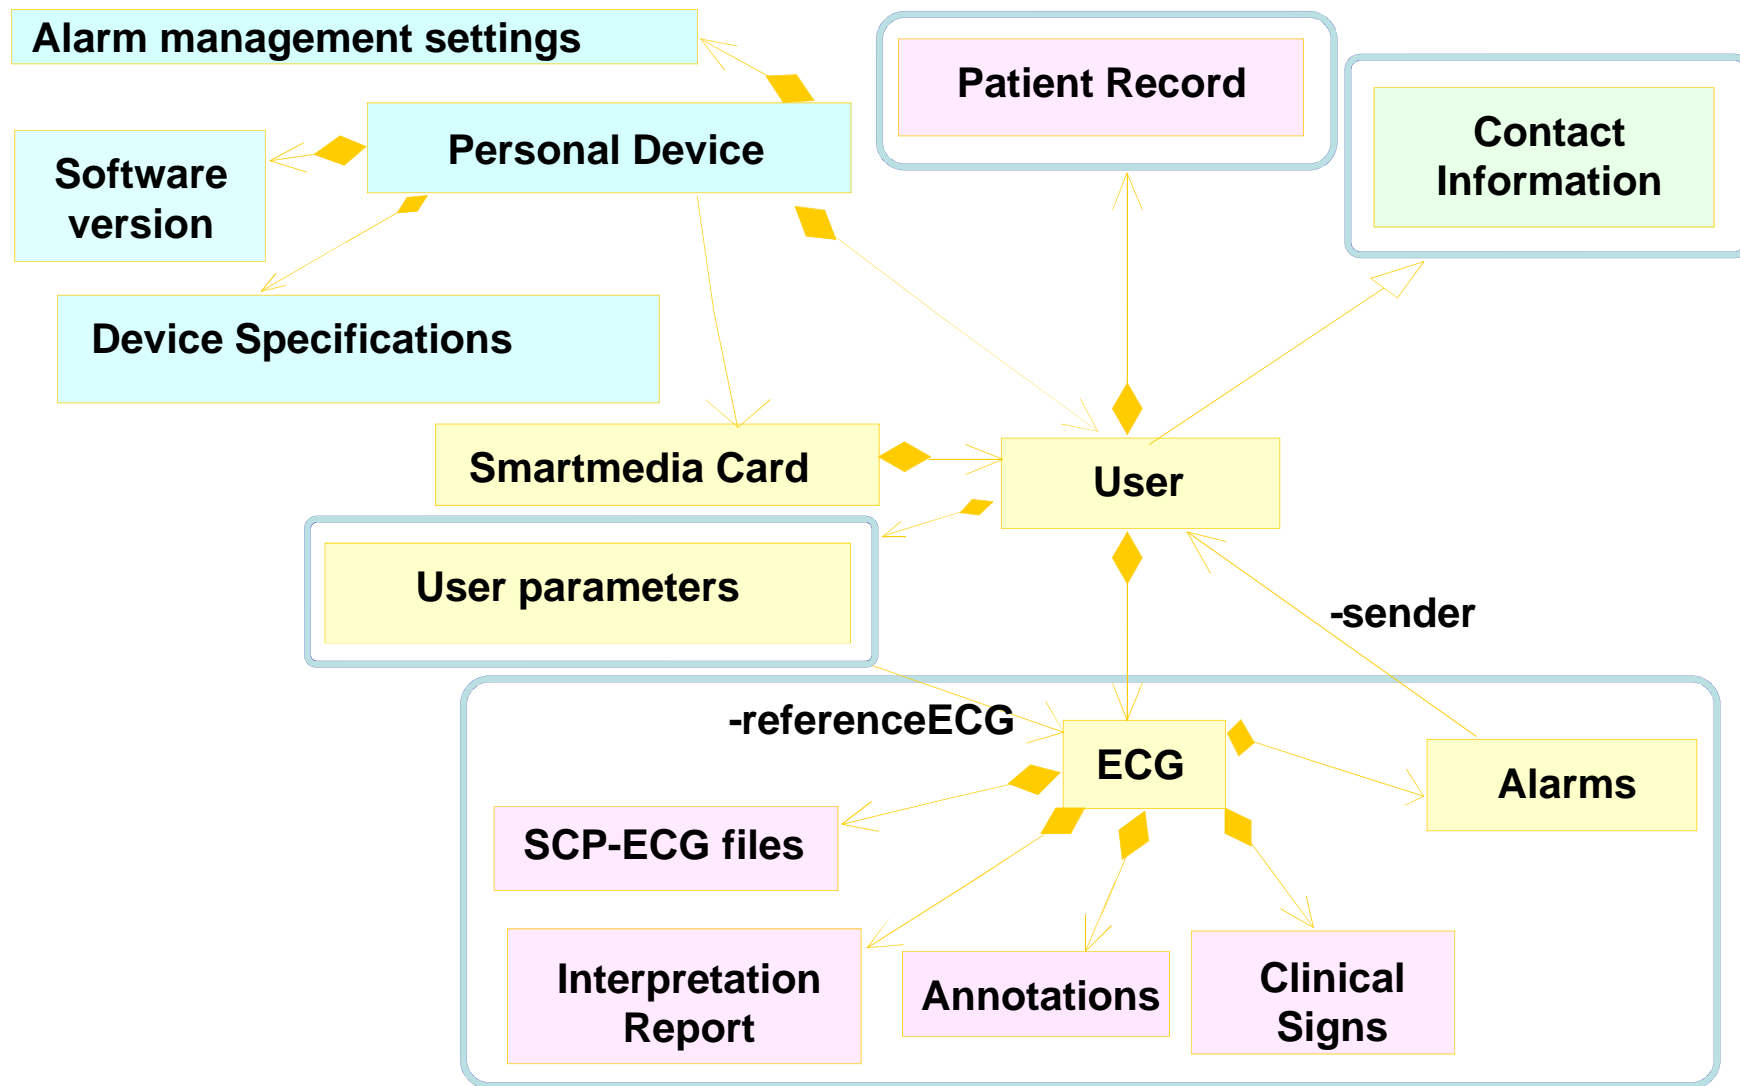 Alarm management settings
Patient Record
Contact
Information
Personal Device
Software
version
Device Specifications
Smartmedia Card
User
User parameters
-sender
-referenceECG
ECG
Alarms
SCP-ECG files
Interpretation
Report
Annotations
Clinical
Signs